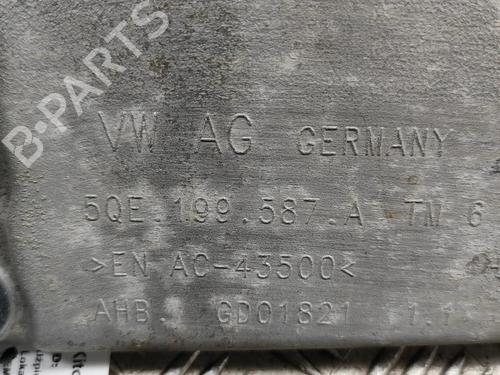 B-PARTS
VW AG GERMANY
5QE.199.587.A TM 6
>EN AC-43500<
AHB. GD01821 1.1